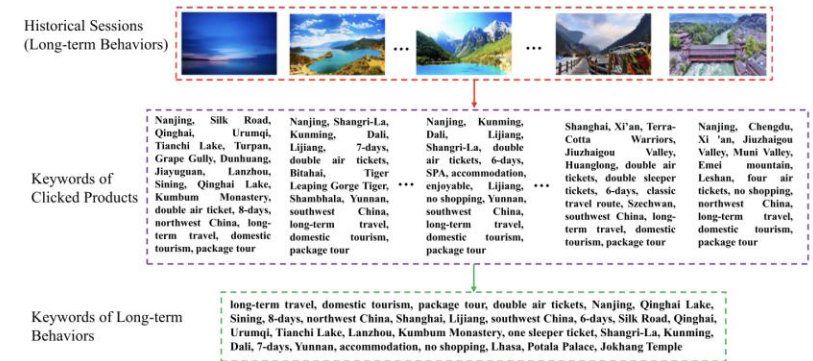 Historical Sessions
(Long-term Behaviors)
...
...
Keywords of
Clicked Products
Nanjing, Silk Road,
Qinghai, Urumqi,
Tianchi Lake, Turpan,
Grape Gully, Dunhuang,
Jiayuguan, Lanzhou,
Sining, Qinghai Lake,
Kumbum Monastery,
double air ticket, 8-days,
northwest China, long-
term travel, domestic
tourism, package tour
Nanjing, Shangri-La,
Kunming, Dali,
Lijiang, 7-days,
double air tickets,
Bitahai, Tiger
Leaping Gorge Tiger,
Shambhala, Yunnan,
southwest China,
long-term travel,
domestic tourism,
package tour
...
Nanjing, Kunming,
Dali, Lijiang,
Shangri-La, double
air tickets, 6-days,
SPA, accommodation,
enjoyable, Lijiang,
no shopping, Yunnan,
southwest China,
long-term travel,
domestic tourism,
package tour
...
Shanghai, Xi'an, Terra-
Cotta Warriors,
Jiuzhaigou Valley,
Huanglong, double air
tickets, double sleeper
tickets, 6-days, classic
travel route, Szechwan,
southwest China, long-
term travel, domestic
tourism, package tour
Nanjing, Chengdu,
Xi 'an, Jiuzhaigou
Valley, Muni Valley,
Emei mountain,
Leshan, four air
tickets, no shopping,
northwest China,
long-term travel,
domestic tourism,
package tour
Keywords of Long-term
Behaviors
long-term travel, domestic tourism, package tour, double air tickets, Nanjing, Qinghai Lake,
Sining, 8-days, northwest China, Shanghai, Lijiang, southwest China, 6-days, Silk Road, Qinghai,
Urumqi, Tianchi Lake, Lanzhou, Kumbum Monastery, one sleeper ticket, Shangri-La, Kunming,
Dali, 7-days, Yunnan, accommodation, no shopping, Lhasa, Potala Palace, Jokhang Temple